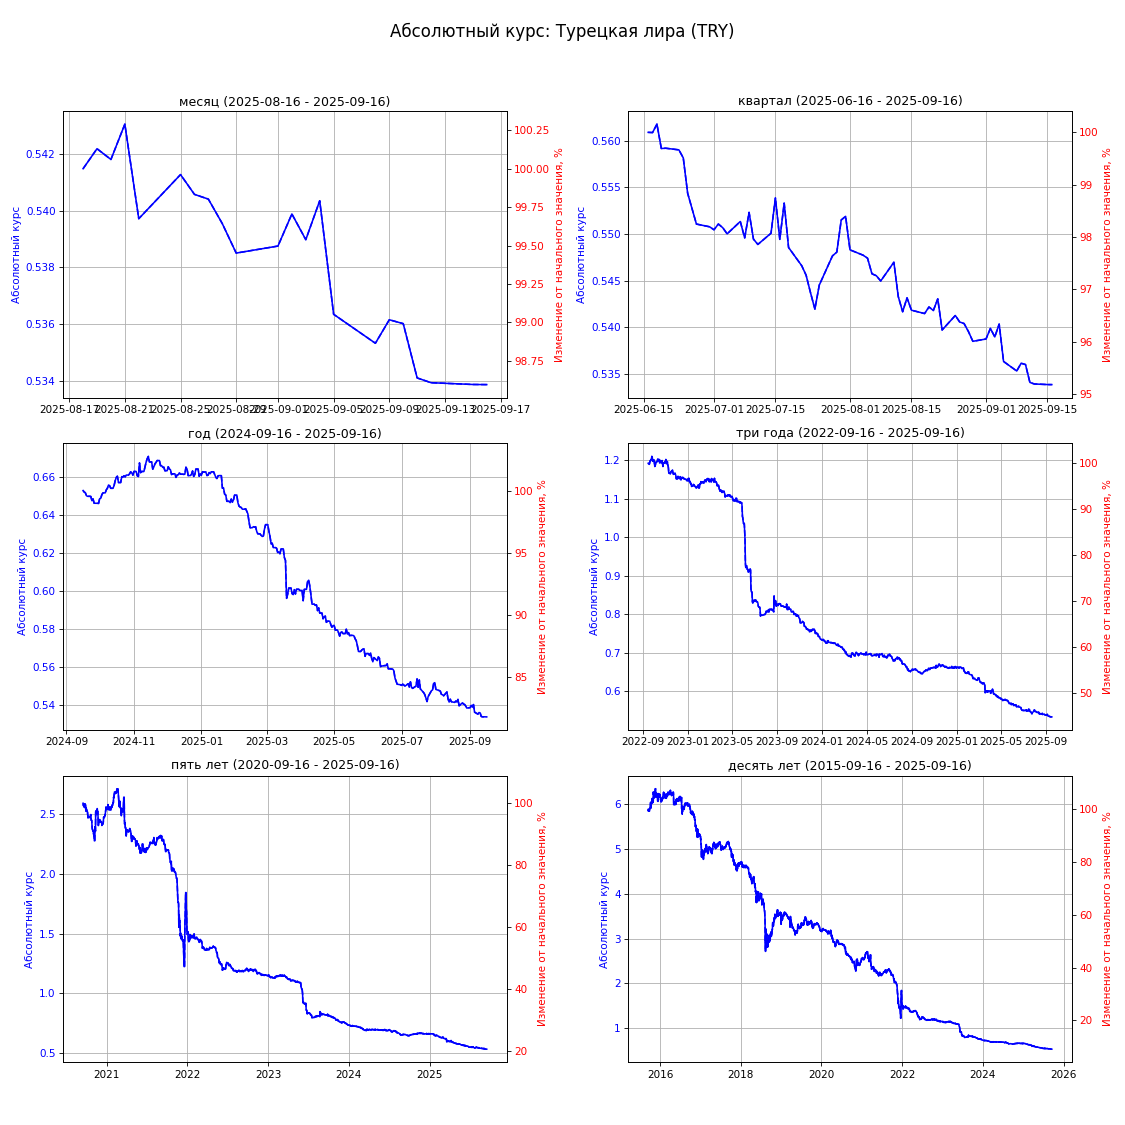 Абсолютный курс: Турецкая лира (TRY)
месяц (2025-08-16 - 2025-09-16)
Абсолютный курс
0.542
0.540
0.538
0.536
0.534
100.25
100.00
99.75
99.50
99.25
99.00
98.75
Изменение от начального значения, %
2025-08-17 2025-08-21 2025-08-25 2025-08-29 2025-09-01 2025-09-05 2025-09-09 2025-09-13 2025-09-17
квартал (2025-06-16 - 2025-09-16)
Абсолютный курс
0.560
0.555
0.550
0.545
0.540
0.535
100
99
98
97
96
95
Изменение от начального значения, %
2025-06-15 2025-07-01 2025-07-15 2025-08-01 2025-08-15 2025-09-01 2025-09-15
год (2024-09-16 - 2025-09-16)
Абсолютный курс
0.66
0.64
0.62
0.60
0.58
0.56
0.54
100
95
90
85
Изменение от начального значения, %
2024-09 2024-11 2025-01 2025-03 2025-05 2025-07 2025-09
три года (2022-09-16 - 2025-09-16)
Абсолютный курс
1.2
1.1
1.0
0.9
0.8
0.7
0.6
100
90
80
70
60
50
Изменение от начального значения, %
2022-09 2023-01 2023-05 2023-09 2024-01 2024-05 2024-09 2025-01 2025-05 2025-09
пять лет (2020-09-16 - 2025-09-16)
Абсолютный курс
2.5
2.0
1.5
1.0
0.5
100
80
60
40
20
Изменение от начального значения, %
2021 2022 2023 2024 2025
десять лет (2015-09-16 - 2025-09-16)
Абсолютный курс
6
5
4
3
2
1
100
80
60
40
20
Изменение от начального значения, %
2016 2018 2020 2022 2024 2026